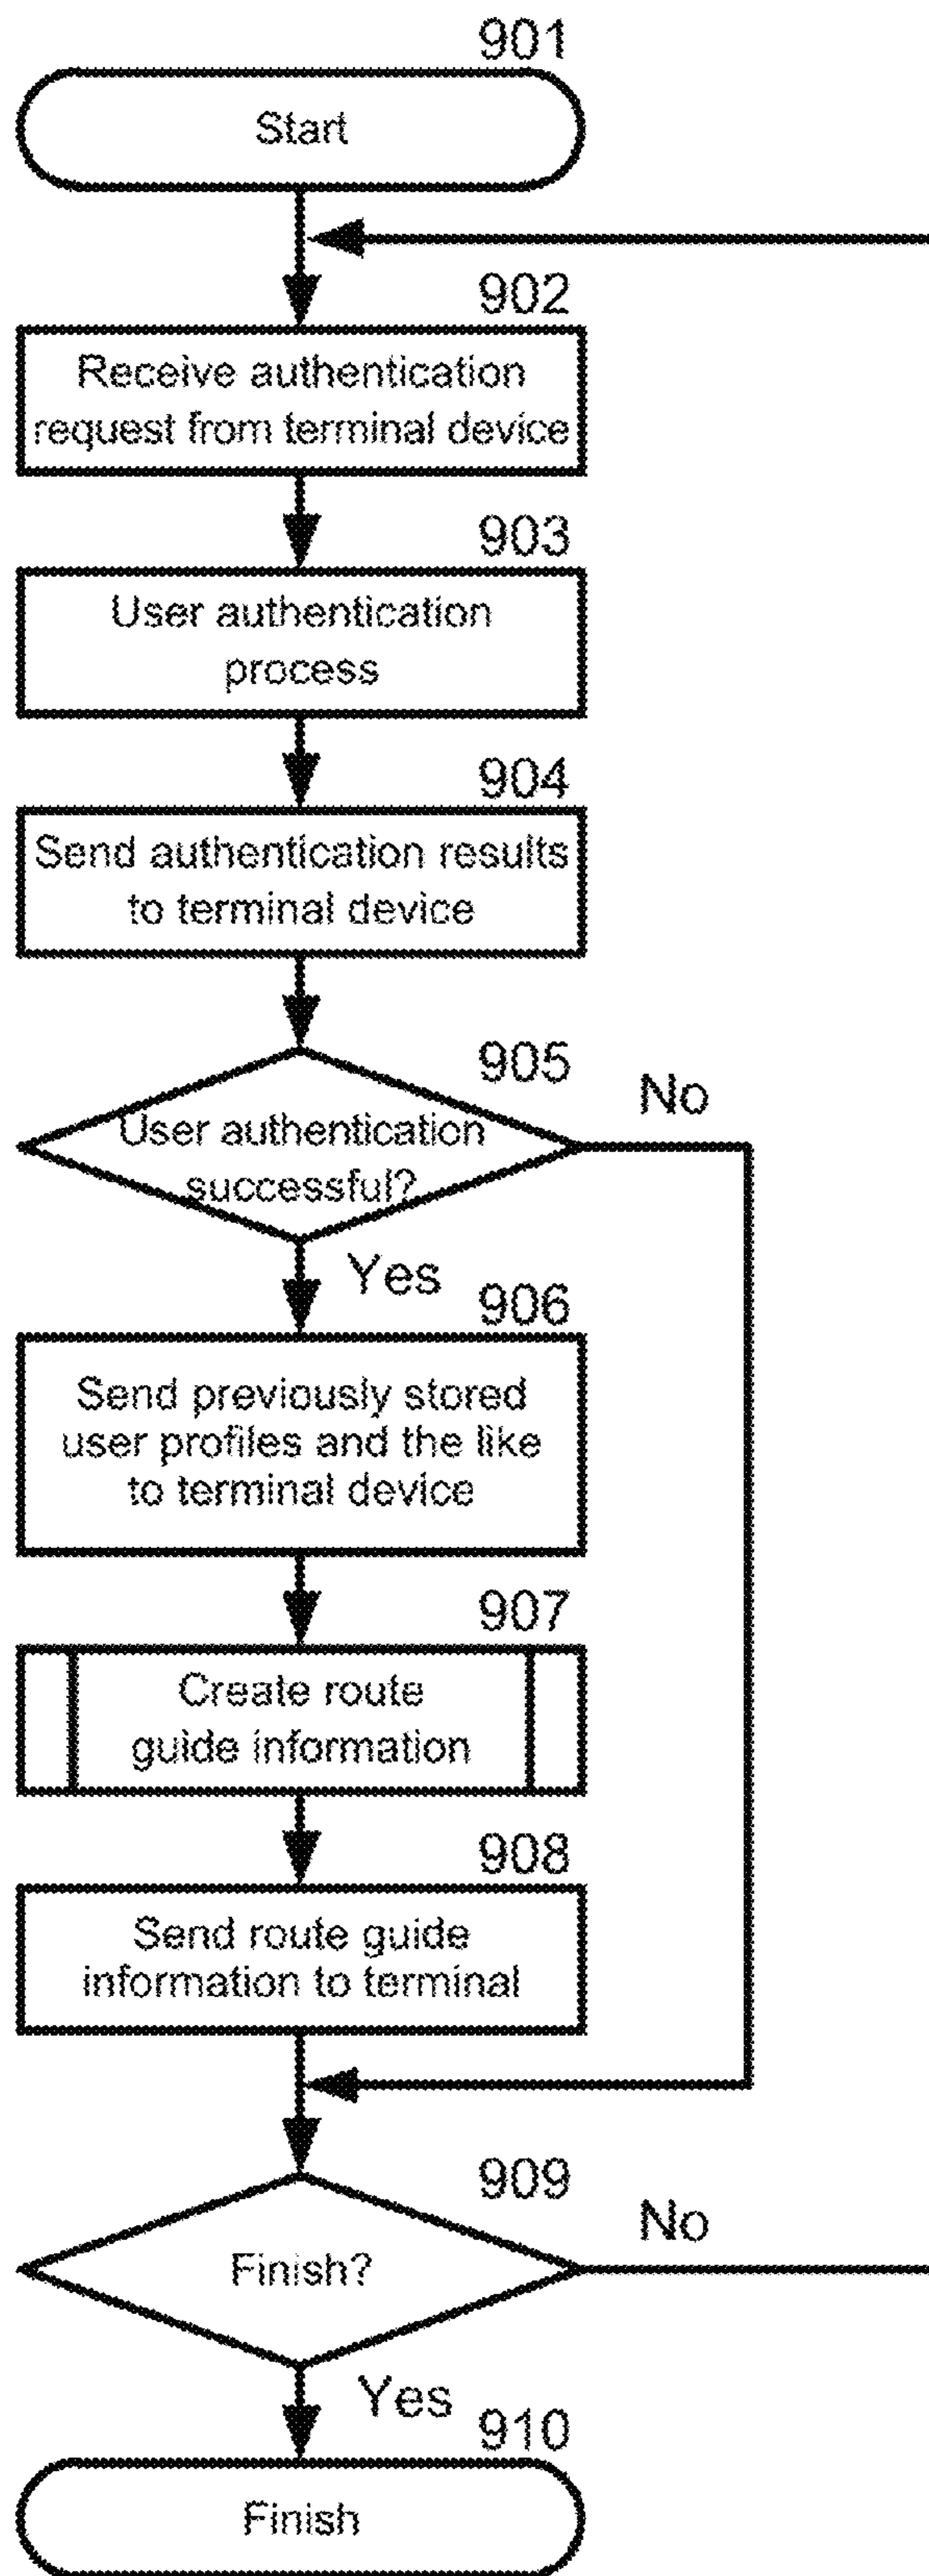 901
Start
902
Receive authentication
request from terminal device
903
User authentication
process
904
Send authentication results
to terminal device
905
No
User authentication
successful?
Yes
906
Send previously stored
user profiles and the like
to terminal device
907
Create route
guide information
908
Send route guide
information to terminal
909
No
Finish?
Yes
910
Finish